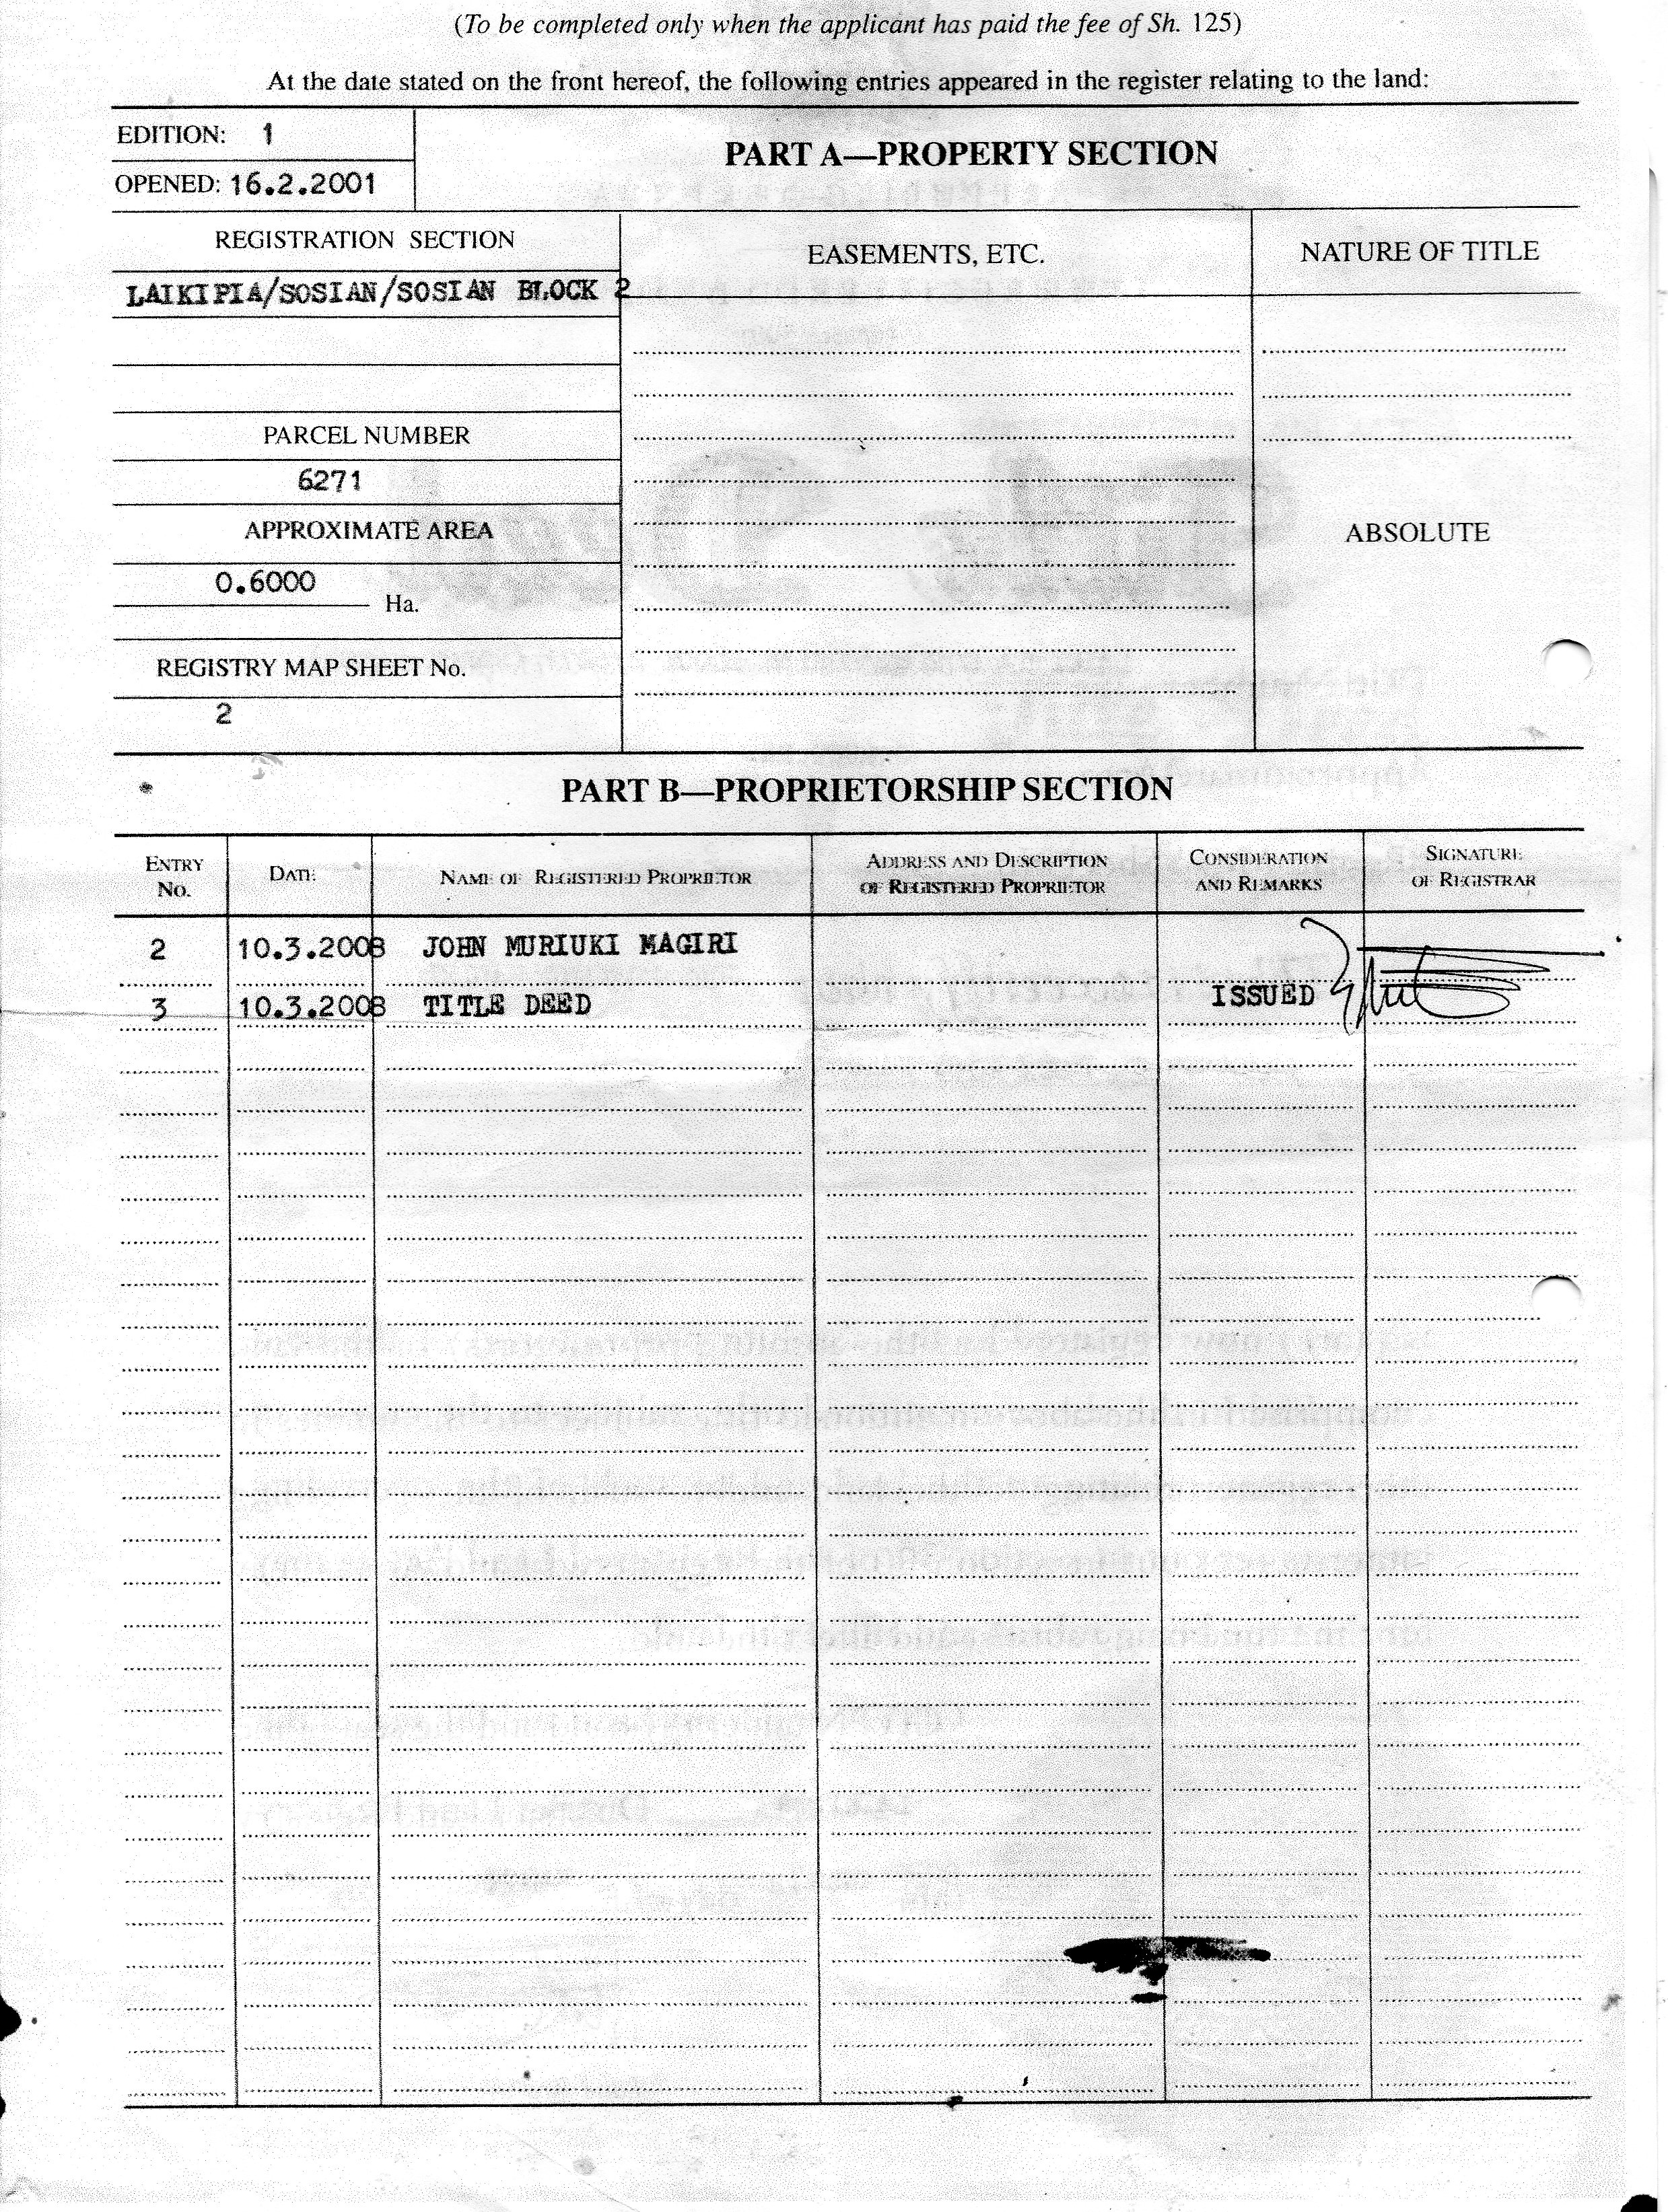 (To be completed only when the applicant has paid the fee of Sh. 125)
At the date stated on the front hereof, the following entries appeared in the register relating to the land:
EDITION: 1
OPENED: 16.2.2001
PART A—PROPERTY SECTION
REGISTRATION SECTION
EASEMENTS, ETC.
NATURE OF TITLE
LAIKIPIA/SOSIAN/SOSIAN BLOCK 2
PARCEL NUMBER
6271
APPROXIMATE AREA
ABSOLUTE
0.6000 Ha.
REGISTRY MAP SHEET No.
2
PART B—PROPRIETORSHIP SECTION
ENTRY No.
DATE
NAME OF REGISTERED PROPRIETOR
ADDRESS AND DESCRIPTION OF REGISTERED PROPRIETOR
CONSIDERATION AND REMARKS
SIGNATURE OF REGISTRAR
2 10.3.2008 JOHN MURIUKI MAGIRI
3 10.3.2008 TITLE DEED ISSUED